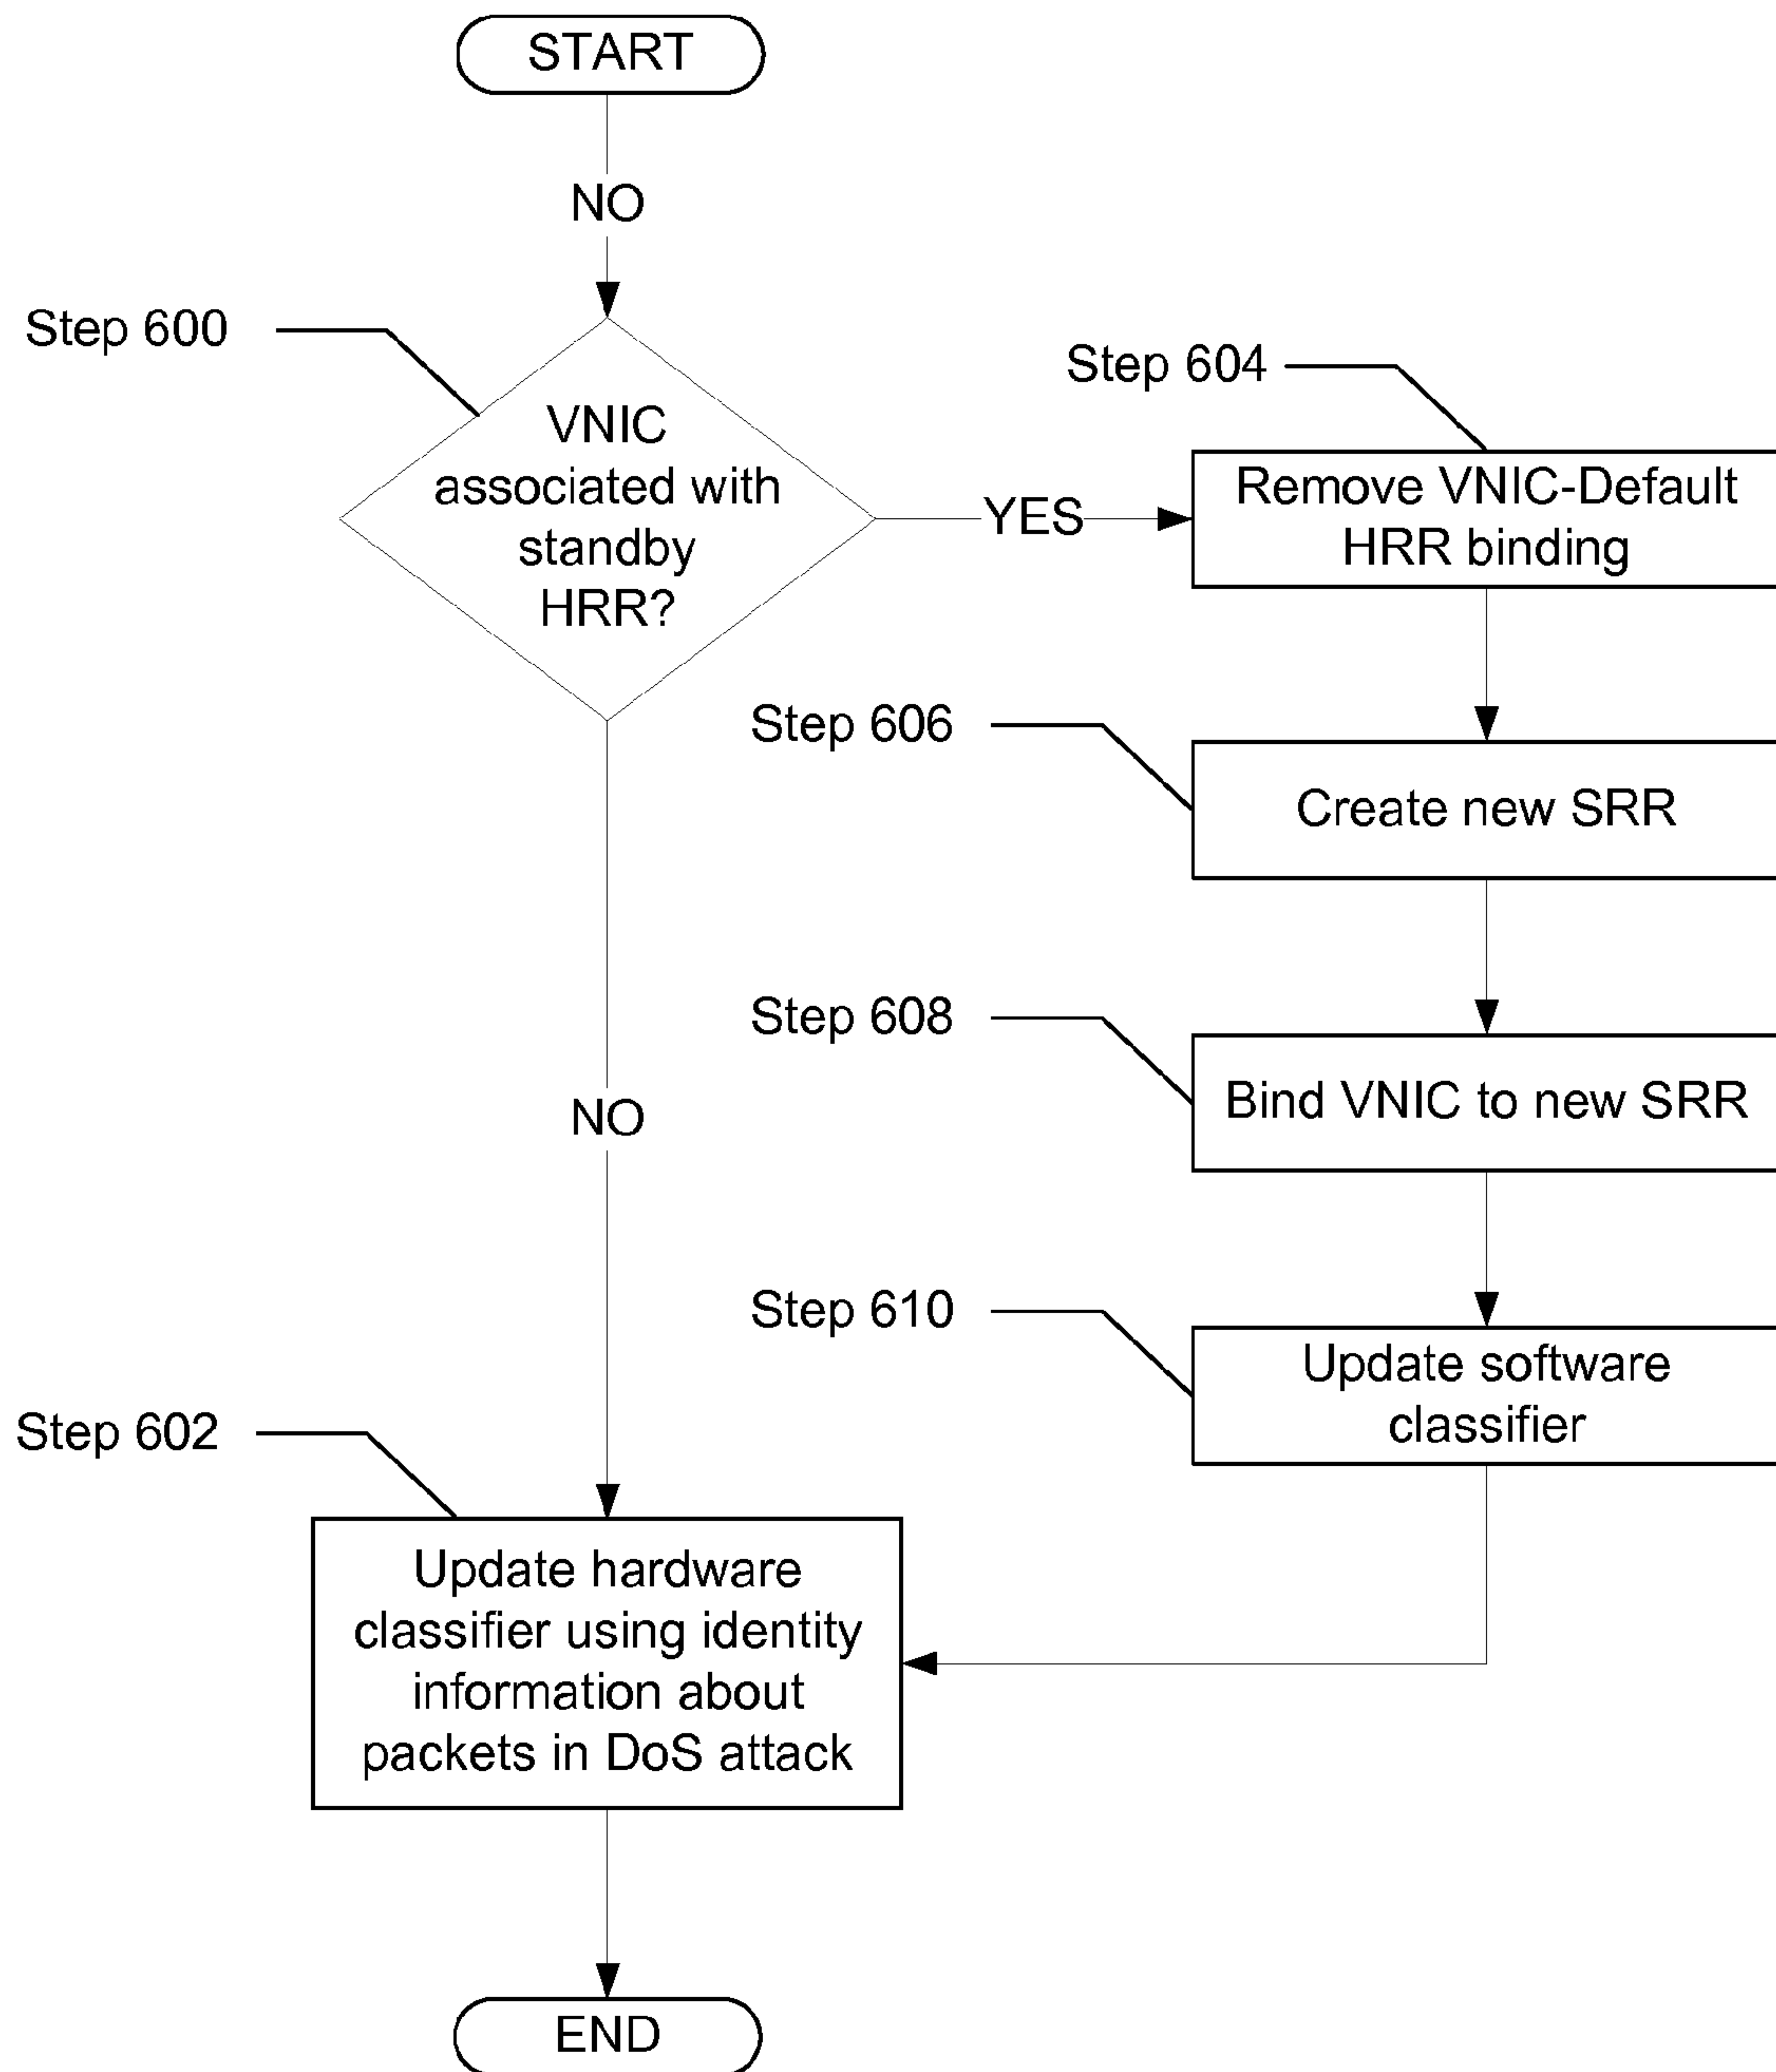 START
NO
Step 600
VNIC
associated with
standby
HRR?
YES
Step 604
Remove VNIC-Default
HRR binding
Step 606
Create new SRR
Step 608
Bind VNIC to new SRR
NO
Step 610
Update software
classifier
Step 602
Update hardware
classifier using identity
information about
packets in DoS attack
END